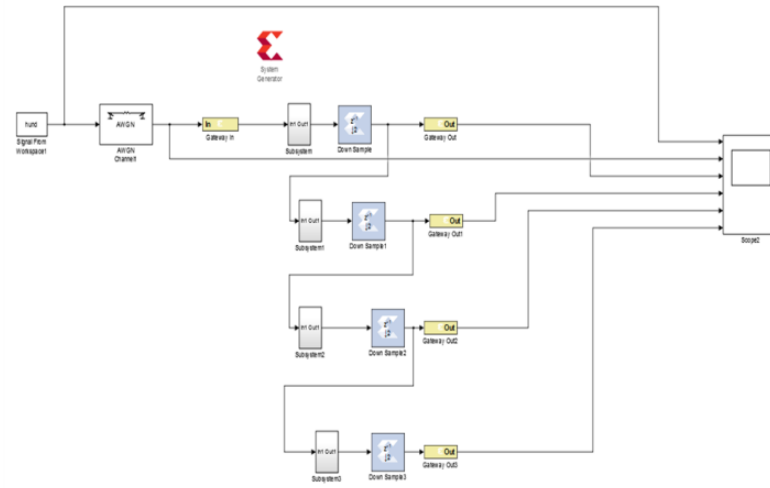 System
Generator
hund
Signal From
Workspace1
AWGN
AWGN
Channel1
In
Gateway In
In1 Out1
Subsystem
Down Sample
Out
Gateway Out
In1 Out1
Subsystem1
Down Sample1
Out
Gateway Out1
Scope2
In1 Out1
Subsystem2
Down Sample2
Out
Gateway Out2
In1 Out1
Subsystem3
Down Sample3
Out
Gateway Out3